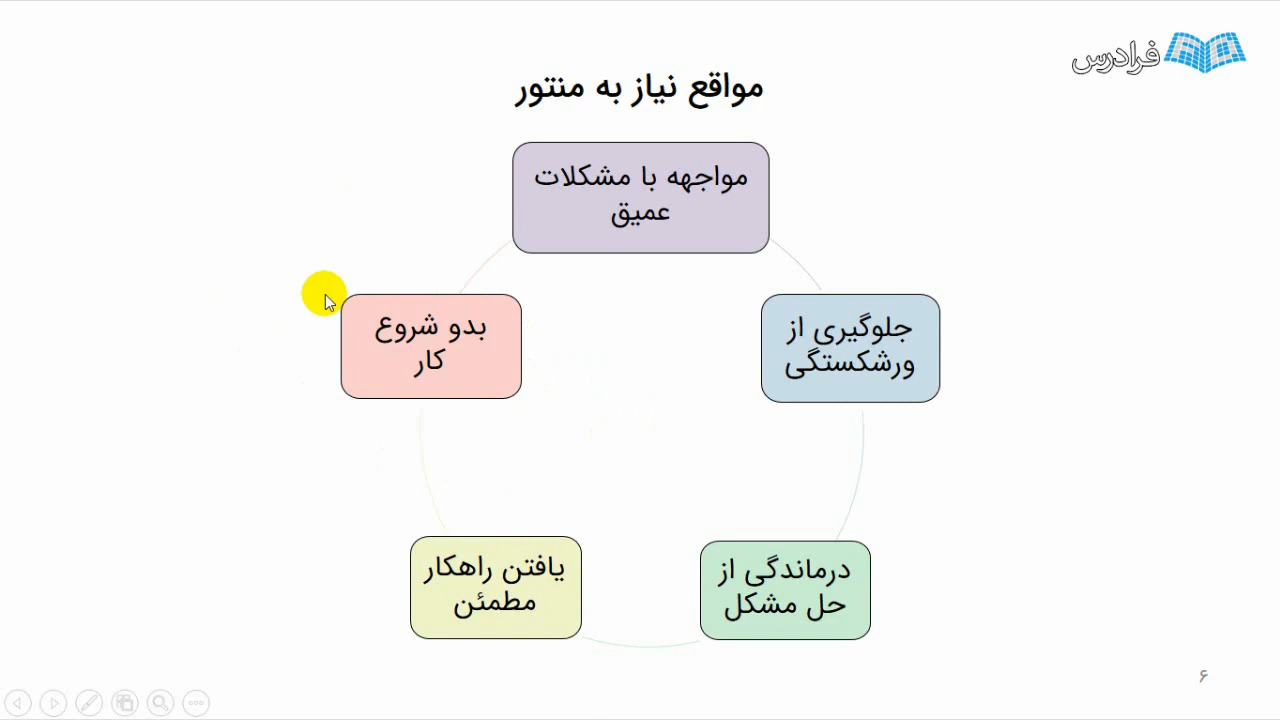 فرادرس
مواقع نیاز به منتور
مواجهه با مشکلات
عمیق
جلوگیری از
ورشکستگی
درماندگی از
حل مشکل
یافتن راهکار
مطمئن
بدو شروع
کار
۶